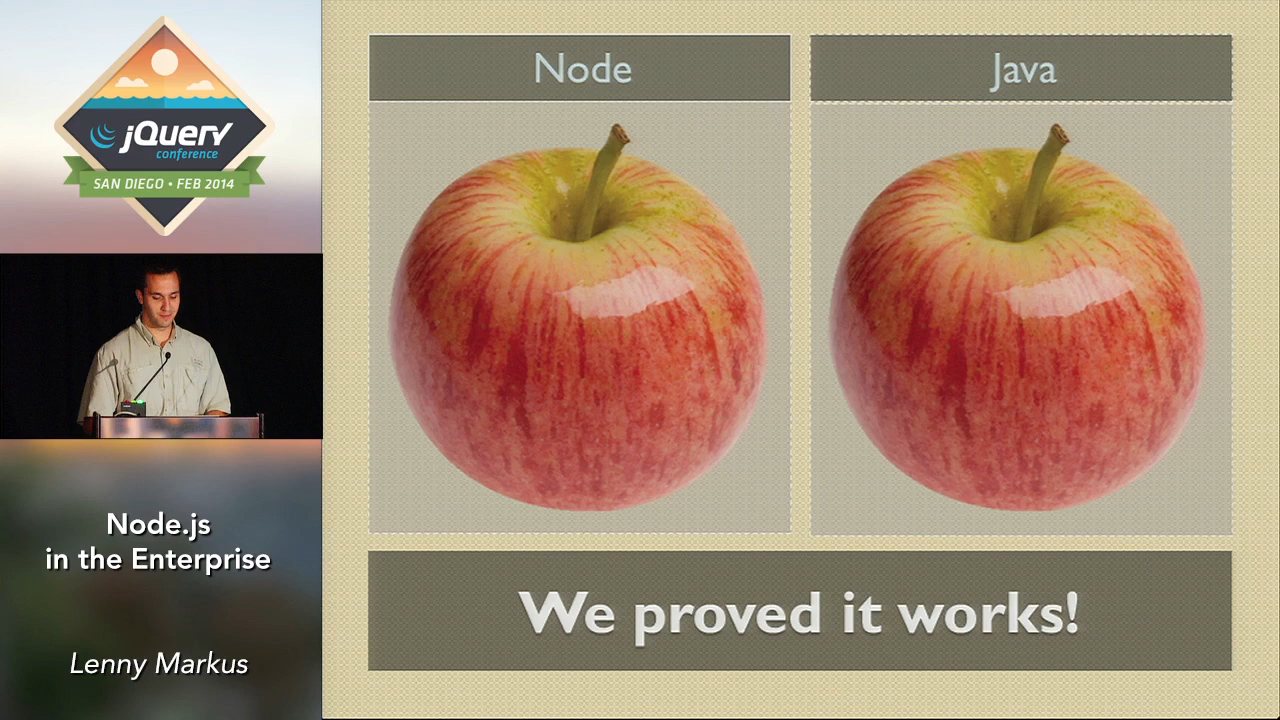 jQuery
conference
SAN DIEGO • FEB 2014
Node.js
in the Enterprise
Lenny Markus
Node
Java
We proved it works!